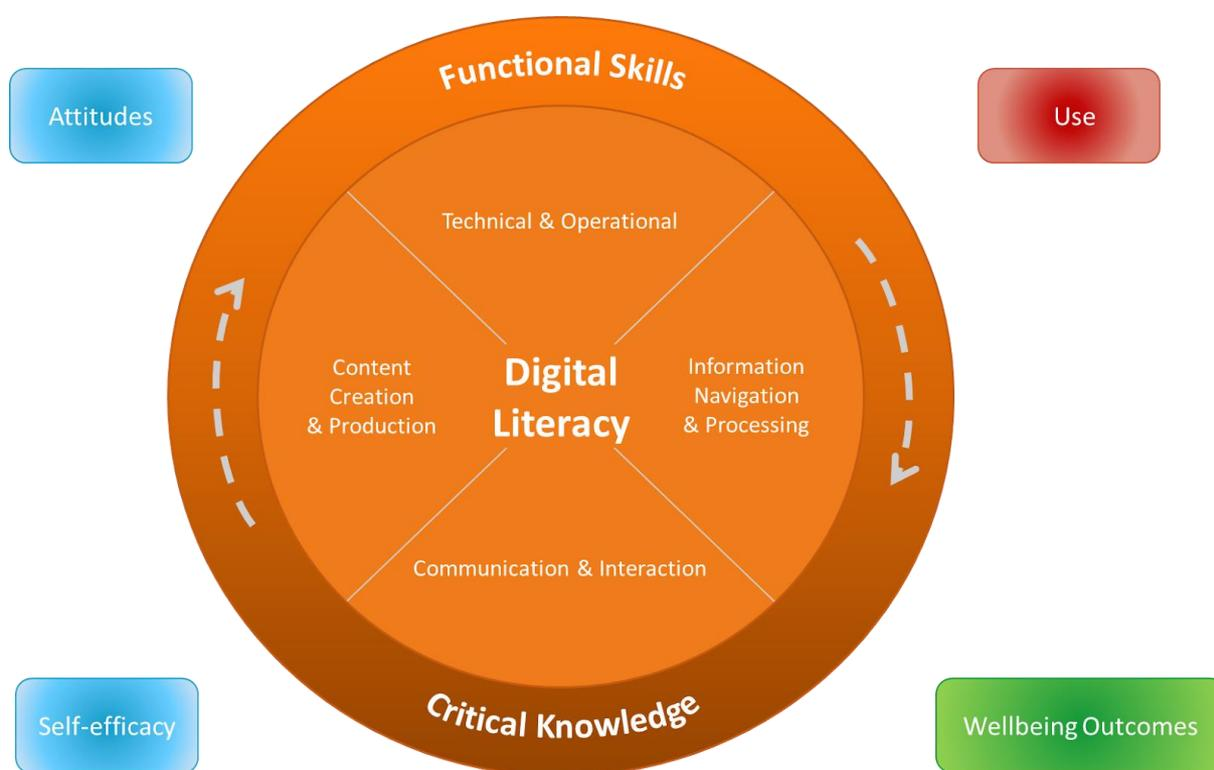 Functional Skills
Attitudes
Use
Technical & Operational
Content
Creation
& Production
Digital
Literacy
Information
Navigation
& Processing
Communication & Interaction
Critical Knowledge
Self-efficacy
Wellbeing Outcomes